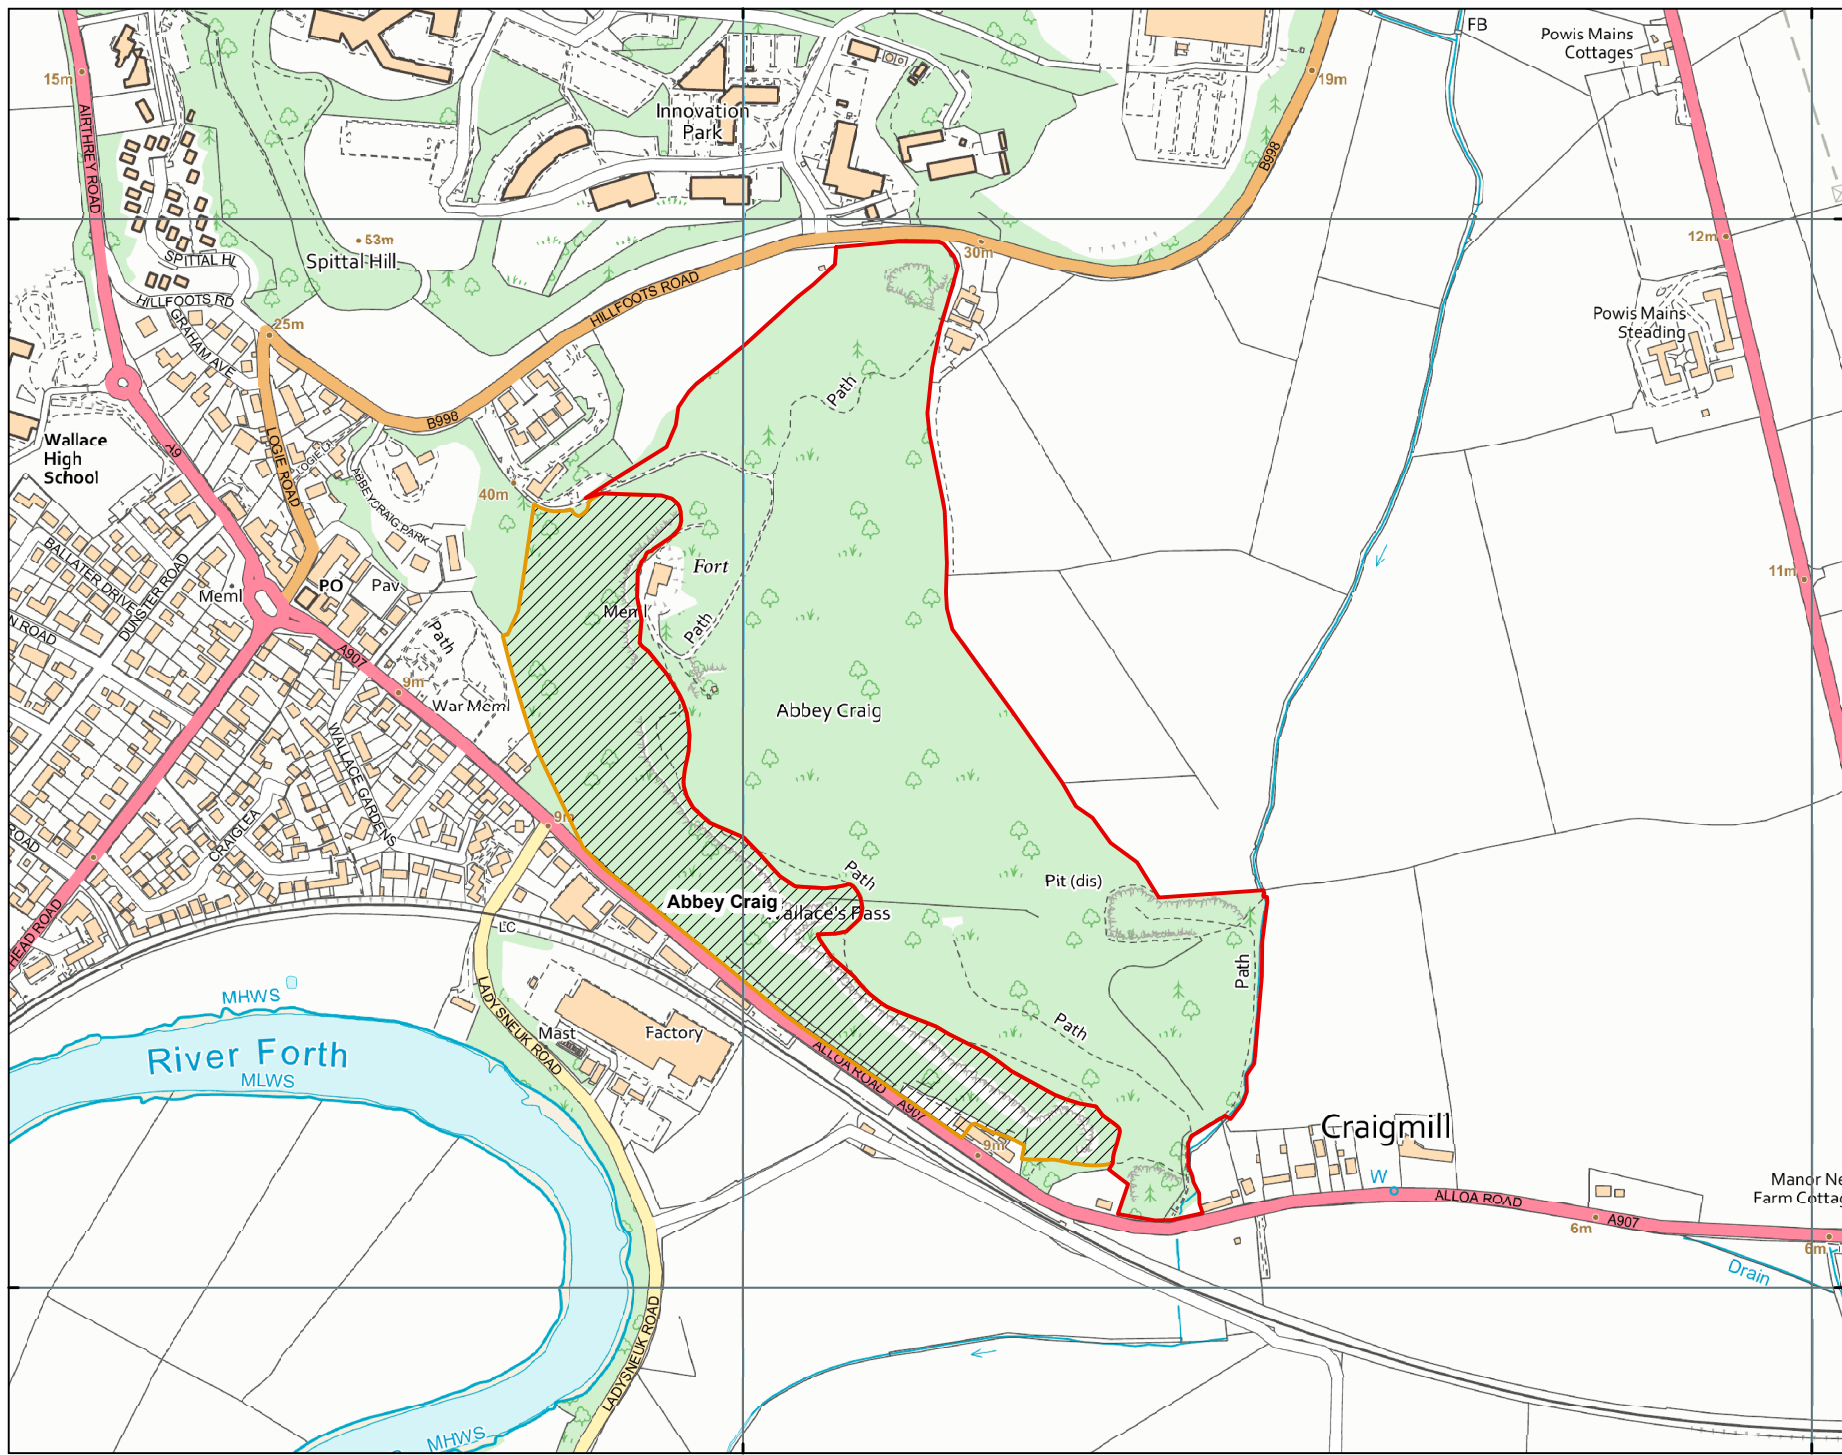 FB
Powis Mains
Cottages
15m
19m
Innovation
Park
AIRTHREY ROAD
B998
53m
12m
30m
SPITTAL H
Spittal Hill
HILLFOOTS ROAD
HILLFOOTS RD
25m
GRAHAM AVE
Powis Mains
Steading
Path
B998
Wallace
High
School
A9
LOGIE ROAD
LOGIE LA
ABBEYCRAIG PARK
40m
Fort
11m
BALLATER DRIVE
DUNSTER ROAD
Meml
PO
Pav
Meml
N ROAD
Path
Path
A907
9m
War Meml
Abbey Craig
WALLACE GARDENS
9m
CRAIGLEA
ROAD
Path
Pit (dis)
Abbey Craig
Wallace's Pass
HEAD ROAD
LC
Path
MHWS
LADYSNEUK ROAD
Mast
Factory
Path
River Forth
MLWS
ALLOA ROAD
A907
9m
Craigmill
W
Manor Ne
Farm Cottag
ALLOA ROAD
A907
6m
6m
Drain
LADYSNEUK ROAD
MHWS